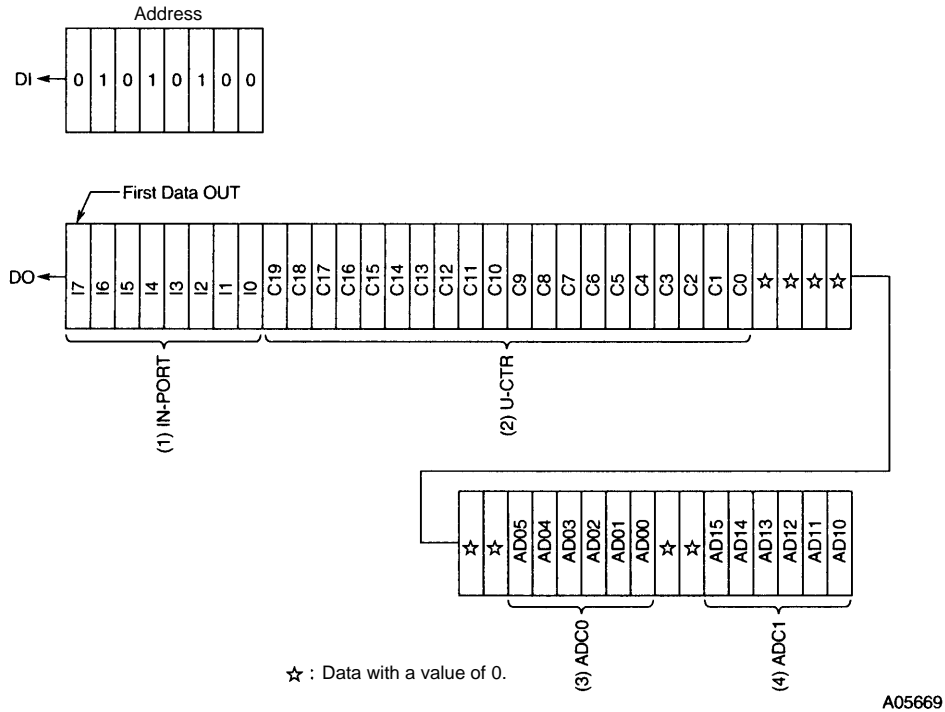 Address
DI 0 1 0 1 0 1 0 0
First Data OUT
DO I7 I6 I5 I4 I3 I2 I1 I0 C19 C18 C17 C16 C15 C14 C13 C12 C11 C10 C9 C8 C7 C6 C5 C4 C3 C2 C1 C0 ☆ ☆ ☆ ☆
(1) IN-PORT
(2) U-CTR
☆ ☆ AD05 AD04 AD03 AD02 AD01 AD00 ☆ ☆ AD15 AD14 AD13 AD12 AD11 AD10
(3) ADC0
(4) ADC1
☆ : Data with a value of 0.
A05669